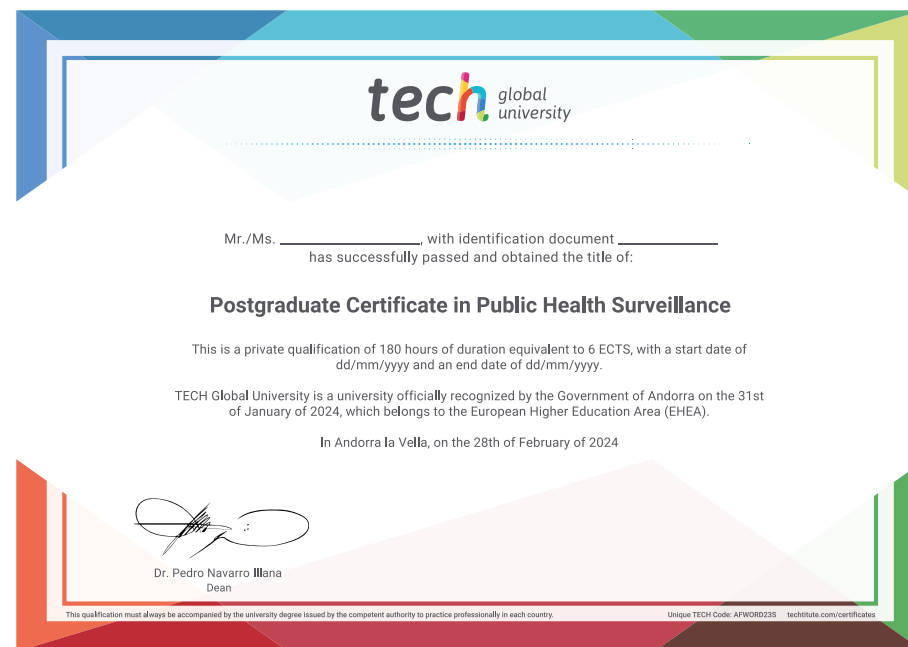 tech global
university
Mr./Ms. ____________________, with identification document ______________
has successfully passed and obtained the title of:
Postgraduate Certificate in Public Health Surveillance
This is a private qualification of 180 hours of duration equivalent to 6 ECTS, with a start date of
dd/mm/yyyy and an end date of dd/mm/yyyy.
TECH Global University is a university officially recognized by the Government of Andorra on the 31st
of January of 2024, which belongs to the European Higher Education Area (EHEA).
In Andorra la Vella, on the 28th of February of 2024
Dr. Pedro Navarro Illana
Dean
This qualification must always be accompanied by the university degree issued by the competent authority to practice professionally in each country. Unique TECH Code: AFWORD23S techtitute.com/certificates